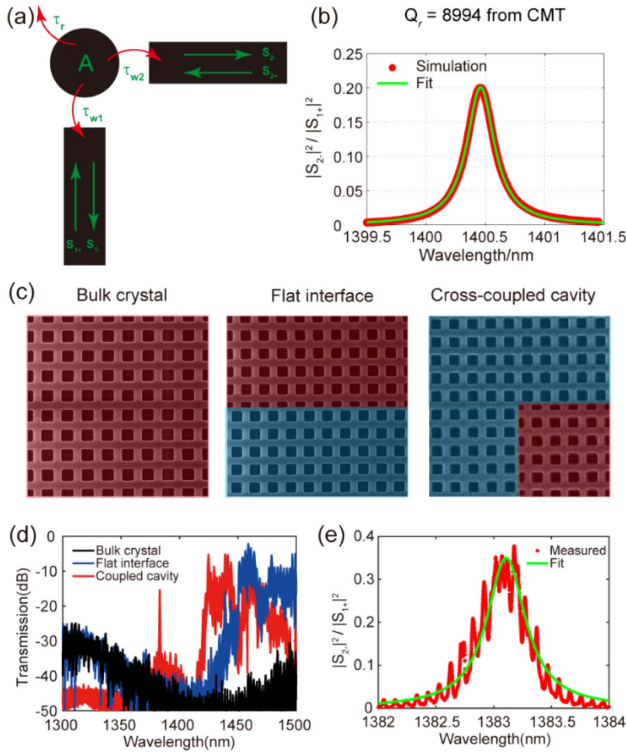 (a)
τr
A
τw2
S2-
S2+
τw1
S1+ S1-
(b)
Qr = 8994 from CMT
Simulation
Fit
|S2-|² / |S1+|²
0.25
0.20
0.15
0.10
0.05
0
1399.5 1400 1400.5 1401 1401.5
Wavelength/nm
(c)
Bulk crystal Flat interface Cross-coupled cavity
(d)
Bulk crystal
Flat interface
Coupled cavity
Transmission(dB)
0
-10
-20
-30
-40
-50
1300 1350 1400 1450 1500
Wavelength(nm)
(e)
Measured
Fit
|S2-|² / |S1+|²
0.4
0.3
0.2
0.1
0
1382 1382.5 1383 1383.5 1384
Wavelength(nm)